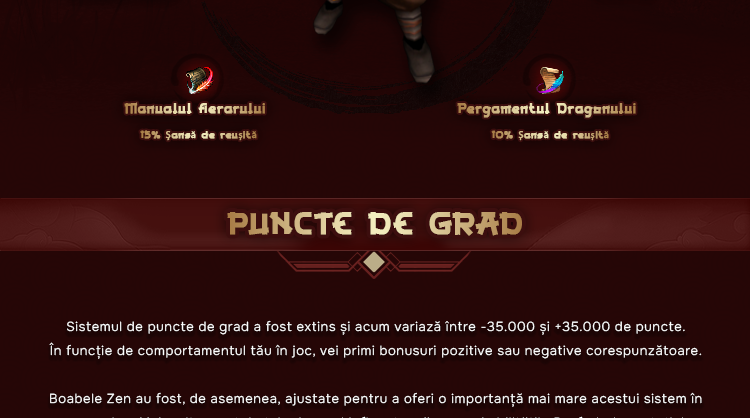 Manualul Fierarului
Pergamentul Dragonului
15% Șansă de reușită
10% Șansă de reușită
PUNCTE DE GRAD
Sistemul de puncte de grad a fost extins și acum variază între -35.000 și +35.000 de puncte.
În funcție de comportamentul tău în joc, vei primi bonusuri pozitive sau negative corespunzătoare.
Boabele Zen au fost, de asemenea, ajustate pentru a oferi o importanță mai mare acestui sistem în